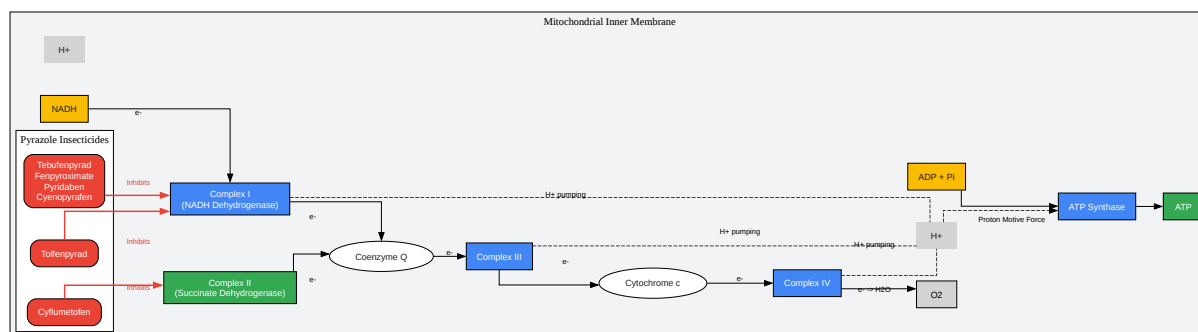 Mitochondrial Inner Membrane
H+
NADH
e-
Pyrazole Insecticides
Tebufenpyrad
Fenpyroximate
Pyridaben
Cyenopyrafen
Inhibits
Complex I
(NADH Dehydrogenase)
H+ pumping
ADP + Pi
ATP Synthase
ATP
e-
Proton Motive Force
Tolfenpyrad
Inhibits
H+ pumping
H+
H+ pumping
Coenzyme Q
e-
Complex III
e-
Complex II
(Succinate Dehydrogenase)
e-
Cytochrome c
e-
Complex IV
e- -> H2O
O2
Inhibits
Cyflumetofen